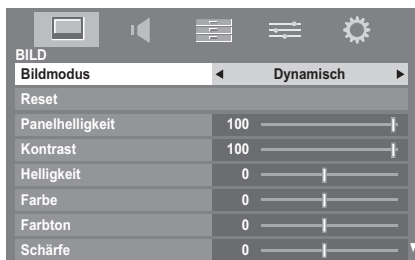 BILD
Bildmodus ◀ Dynamisch ▶
Reset
Panelhelligkeit 100
Kontrast 100
Helligkeit 0
Farbe 0
Farbton 0
Schärfe 0